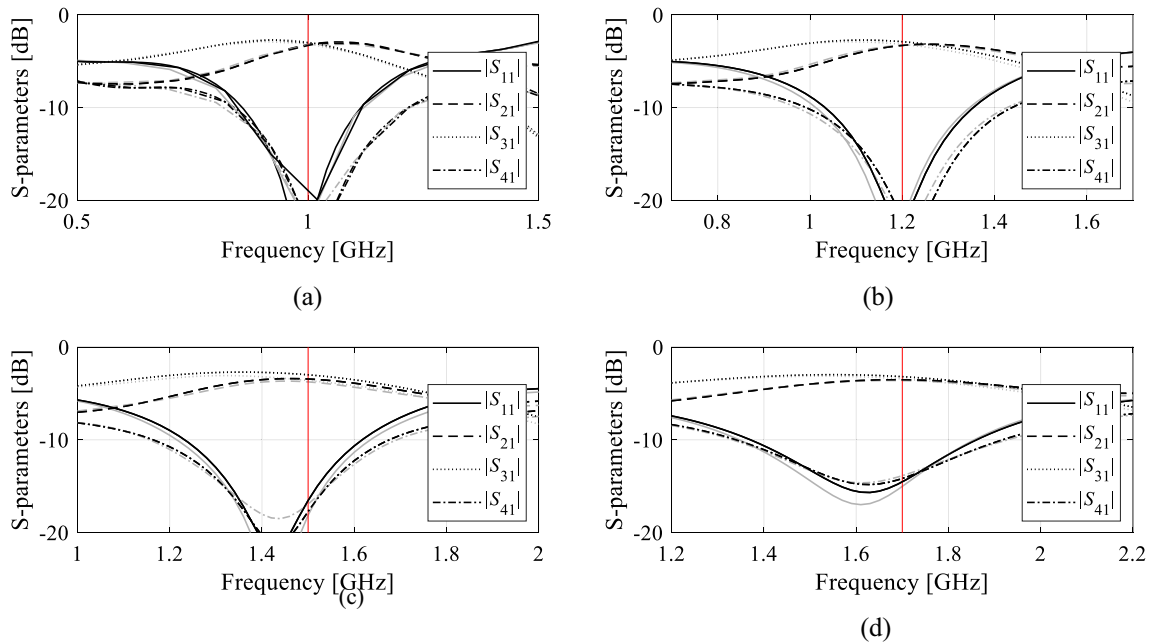 S-parameters [dB]
0
-10
-20
0.5
1
1.5
Frequency [GHz]
|S11|
|S21|
|S31|
|S41|
(a)
S-parameters [dB]
0
-10
-20
0.8
1
1.2
1.4
1.6
Frequency [GHz]
|S11|
|S21|
|S31|
|S41|
(b)
S-parameters [dB]
0
-10
-20
1
1.2
1.4
1.6
1.8
2
Frequency [GHz]
|S11|
|S21|
|S31|
|S41|
(c)
S-parameters [dB]
0
-10
-20
1.2
1.4
1.6
1.8
2
2.2
Frequency [GHz]
|S11|
|S21|
|S31|
|S41|
(d)